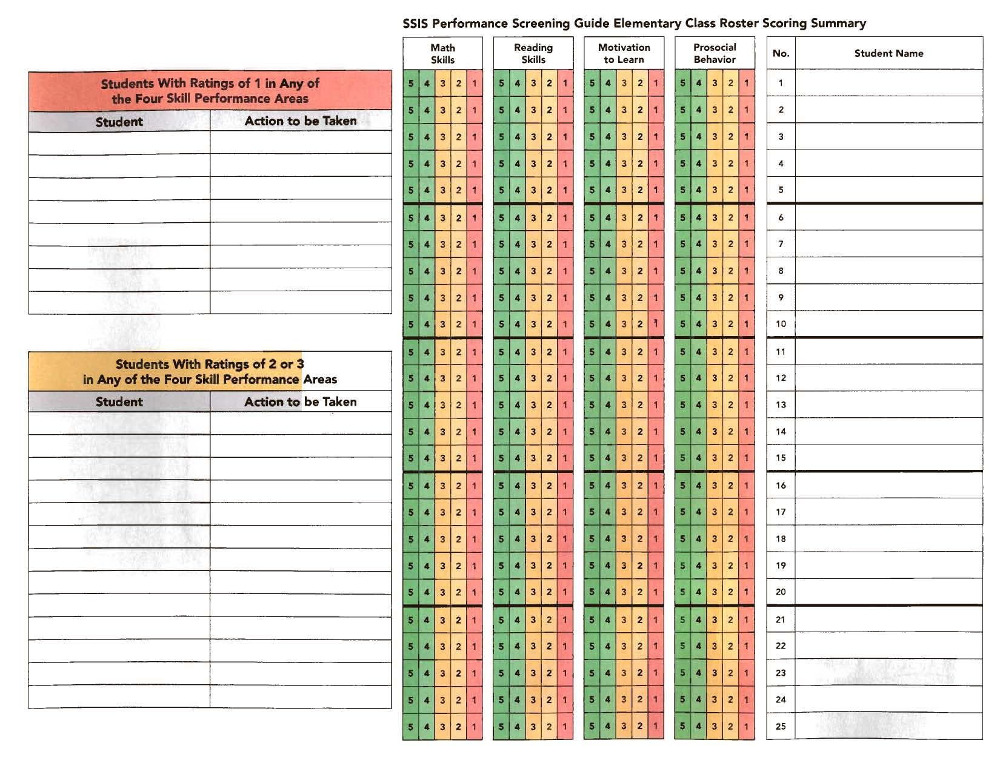 SSIS Performance Screening Guide Elementary Class Roster Scoring Summary
Students With Ratings of 1 in Any of
the Four Skill Performance Areas
Student Action to be Taken
Students With Ratings of 2 or 3
in Any of the Four Skill Performance Areas
Student Action to be Taken
Math Reading Motivation Prosocial
Skills Skills to Learn Behavior
No. Student Name
5 4 3 2 1 5 4 3 2 1 5 4 3 2 1 5 4 3 2 1 1
5 4 3 2 1 5 4 3 2 1 5 4 3 2 1 5 4 3 2 1 2
5 4 3 2 1 5 4 3 2 1 5 4 3 2 1 5 4 3 2 1 3
5 4 3 2 1 5 4 3 2 1 5 4 3 2 1 5 4 3 2 1 4
5 4 3 2 1 5 4 3 2 1 5 4 3 2 1 5 4 3 2 1 5
5 4 3 2 1 5 4 3 2 1 5 4 3 2 1 5 4 3 2 1 6
5 4 3 2 1 5 4 3 2 1 5 4 3 2 1 5 4 3 2 1 7
5 4 3 2 1 5 4 3 2 1 5 4 3 2 1 5 4 3 2 1 8
5 4 3 2 1 5 4 3 2 1 5 4 3 2 1 5 4 3 2 1 9
5 4 3 2 1 5 4 3 2 1 5 4 3 2 1 5 4 3 2 1 10
5 4 3 2 1 5 4 3 2 1 5 4 3 2 1 5 4 3 2 1 11
5 4 3 2 1 5 4 3 2 1 5 4 3 2 1 5 4 3 2 1 12
5 4 3 2 1 5 4 3 2 1 5 4 3 2 1 5 4 3 2 1 13
5 4 3 2 1 5 4 3 2 1 5 4 3 2 1 5 4 3 2 1 14
5 4 3 2 1 5 4 3 2 1 5 4 3 2 1 5 4 3 2 1 15
5 4 3 2 1 5 4 3 2 1 5 4 3 2 1 5 4 3 2 1 16
5 4 3 2 1 5 4 3 2 1 5 4 3 2 1 5 4 3 2 1 17
5 4 3 2 1 5 4 3 2 1 5 4 3 2 1 5 4 3 2 1 18
5 4 3 2 1 5 4 3 2 1 5 4 3 2 1 5 4 3 2 1 19
5 4 3 2 1 5 4 3 2 1 5 4 3 2 1 5 4 3 2 1 20
5 4 3 2 1 5 4 3 2 1 5 4 3 2 1 5 4 3 2 1 21
5 4 3 2 1 5 4 3 2 1 5 4 3 2 1 5 4 3 2 1 22
5 4 3 2 1 5 4 3 2 1 5 4 3 2 1 5 4 3 2 1 23
5 4 3 2 1 5 4 3 2 1 5 4 3 2 1 5 4 3 2 1 24
5 4 3 2 1 5 4 3 2 1 5 4 3 2 1 5 4 3 2 1 25